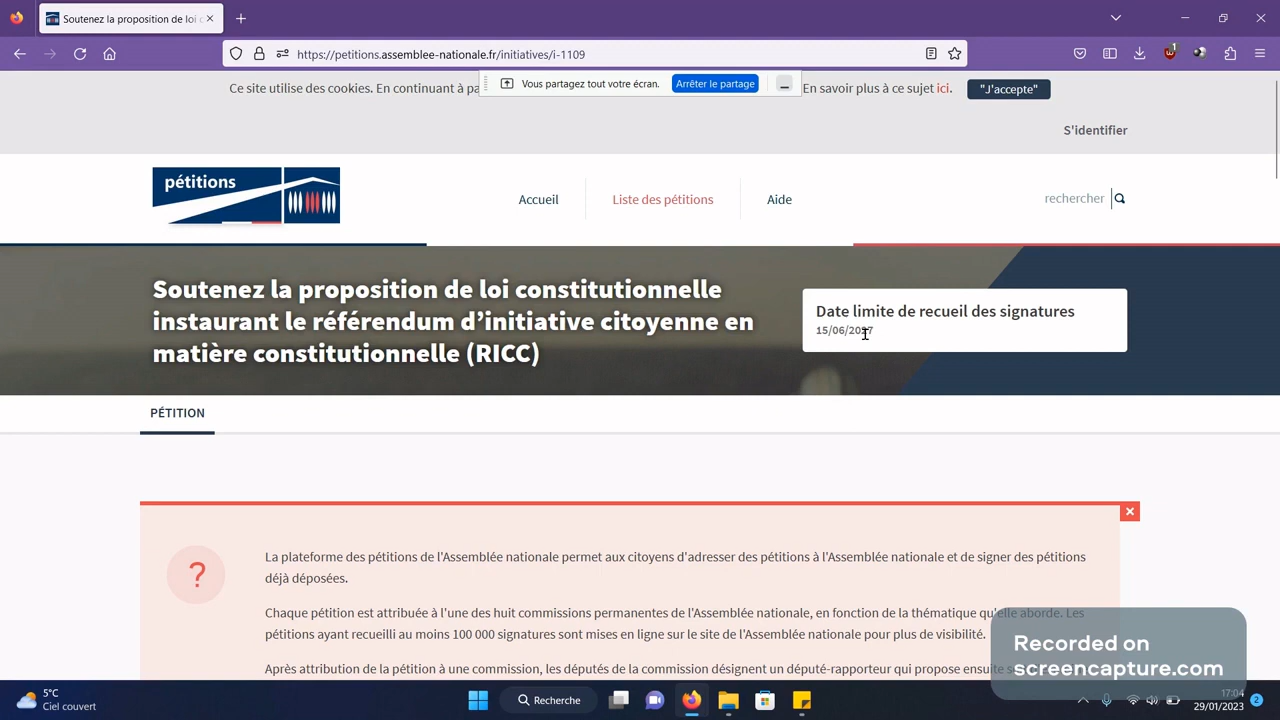 Soutenez la proposition de loi c
https://petitions.assemblee-nationale.fr/initiatives/i-1109
Ce site utilise des cookies. En continuant à pa
Vous partagez tout votre écran.
Arrêter le partage
En savoir plus à ce sujet ici.
"J'accepte"
S'identifier
pétitions
Accueil
Liste des pétitions
Aide
rechercher
Soutenez la proposition de loi constitutionnelle
instaurant le référendum d’initiative citoyenne en
matière constitutionnelle (RICC)
Date limite de recueil des signatures
15/06/2027
PÉTITION
?
La plateforme des pétitions de l'Assemblée nationale permet aux citoyens d'adresser des pétitions à l'Assemblée nationale et de signer des pétitions
déjà déposées.
Chaque pétition est attribuée à l'une des huit commissions permanentes de l'Assemblée nationale, en fonction de la thématique qu'elle aborde. Les
pétitions ayant recueilli au moins 100 000 signatures sont mises en ligne sur le site de l'Assemblée nationale pour plus de visibilité.
Après attribution de la pétition à une commission, les députés de la commission désignent un député-rapporteur qui propose ensuite
Recorded on
screencapture.com
5°C
Ciel couvert
Recherche
17:04
29/01/2023
2